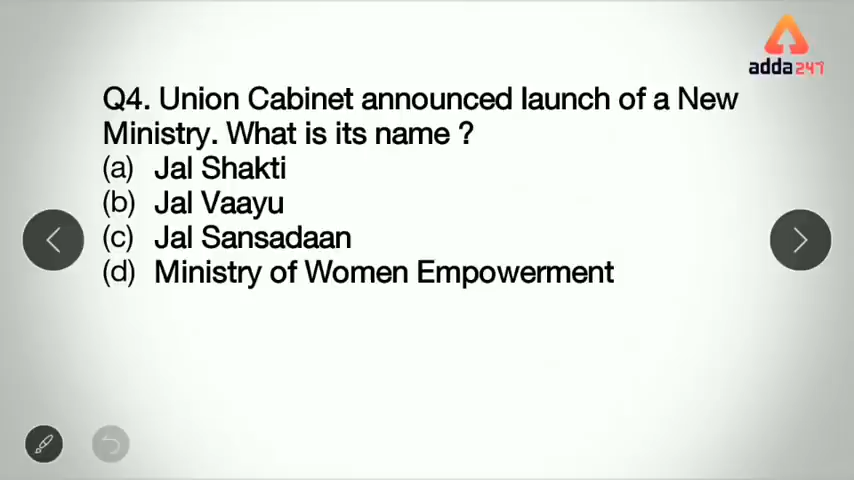 adda247
Q4. Union Cabinet announced launch of a New
Ministry. What is its name ?
(a) Jal Shakti
(b) Jal Vaayu
(c) Jal Sansadaan
(d) Ministry of Women Empowerment